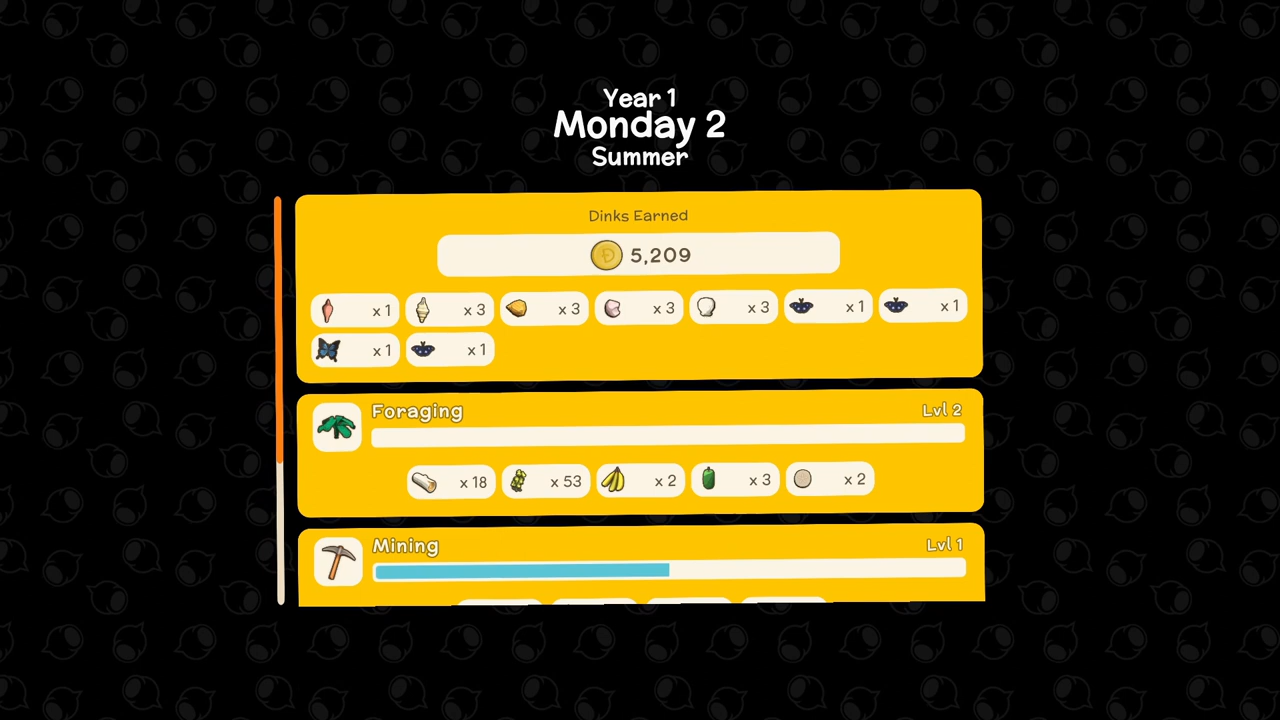 Year 1
Monday 2
Summer
Dinks Earned
Đ 5,209
x 1 x 3 x 3 x 3 x 3 x 1 x 1
x 1 x 1
Foraging Lvl 2
x 18 x 53 x 2 x 3 x 2
Mining Lvl 1